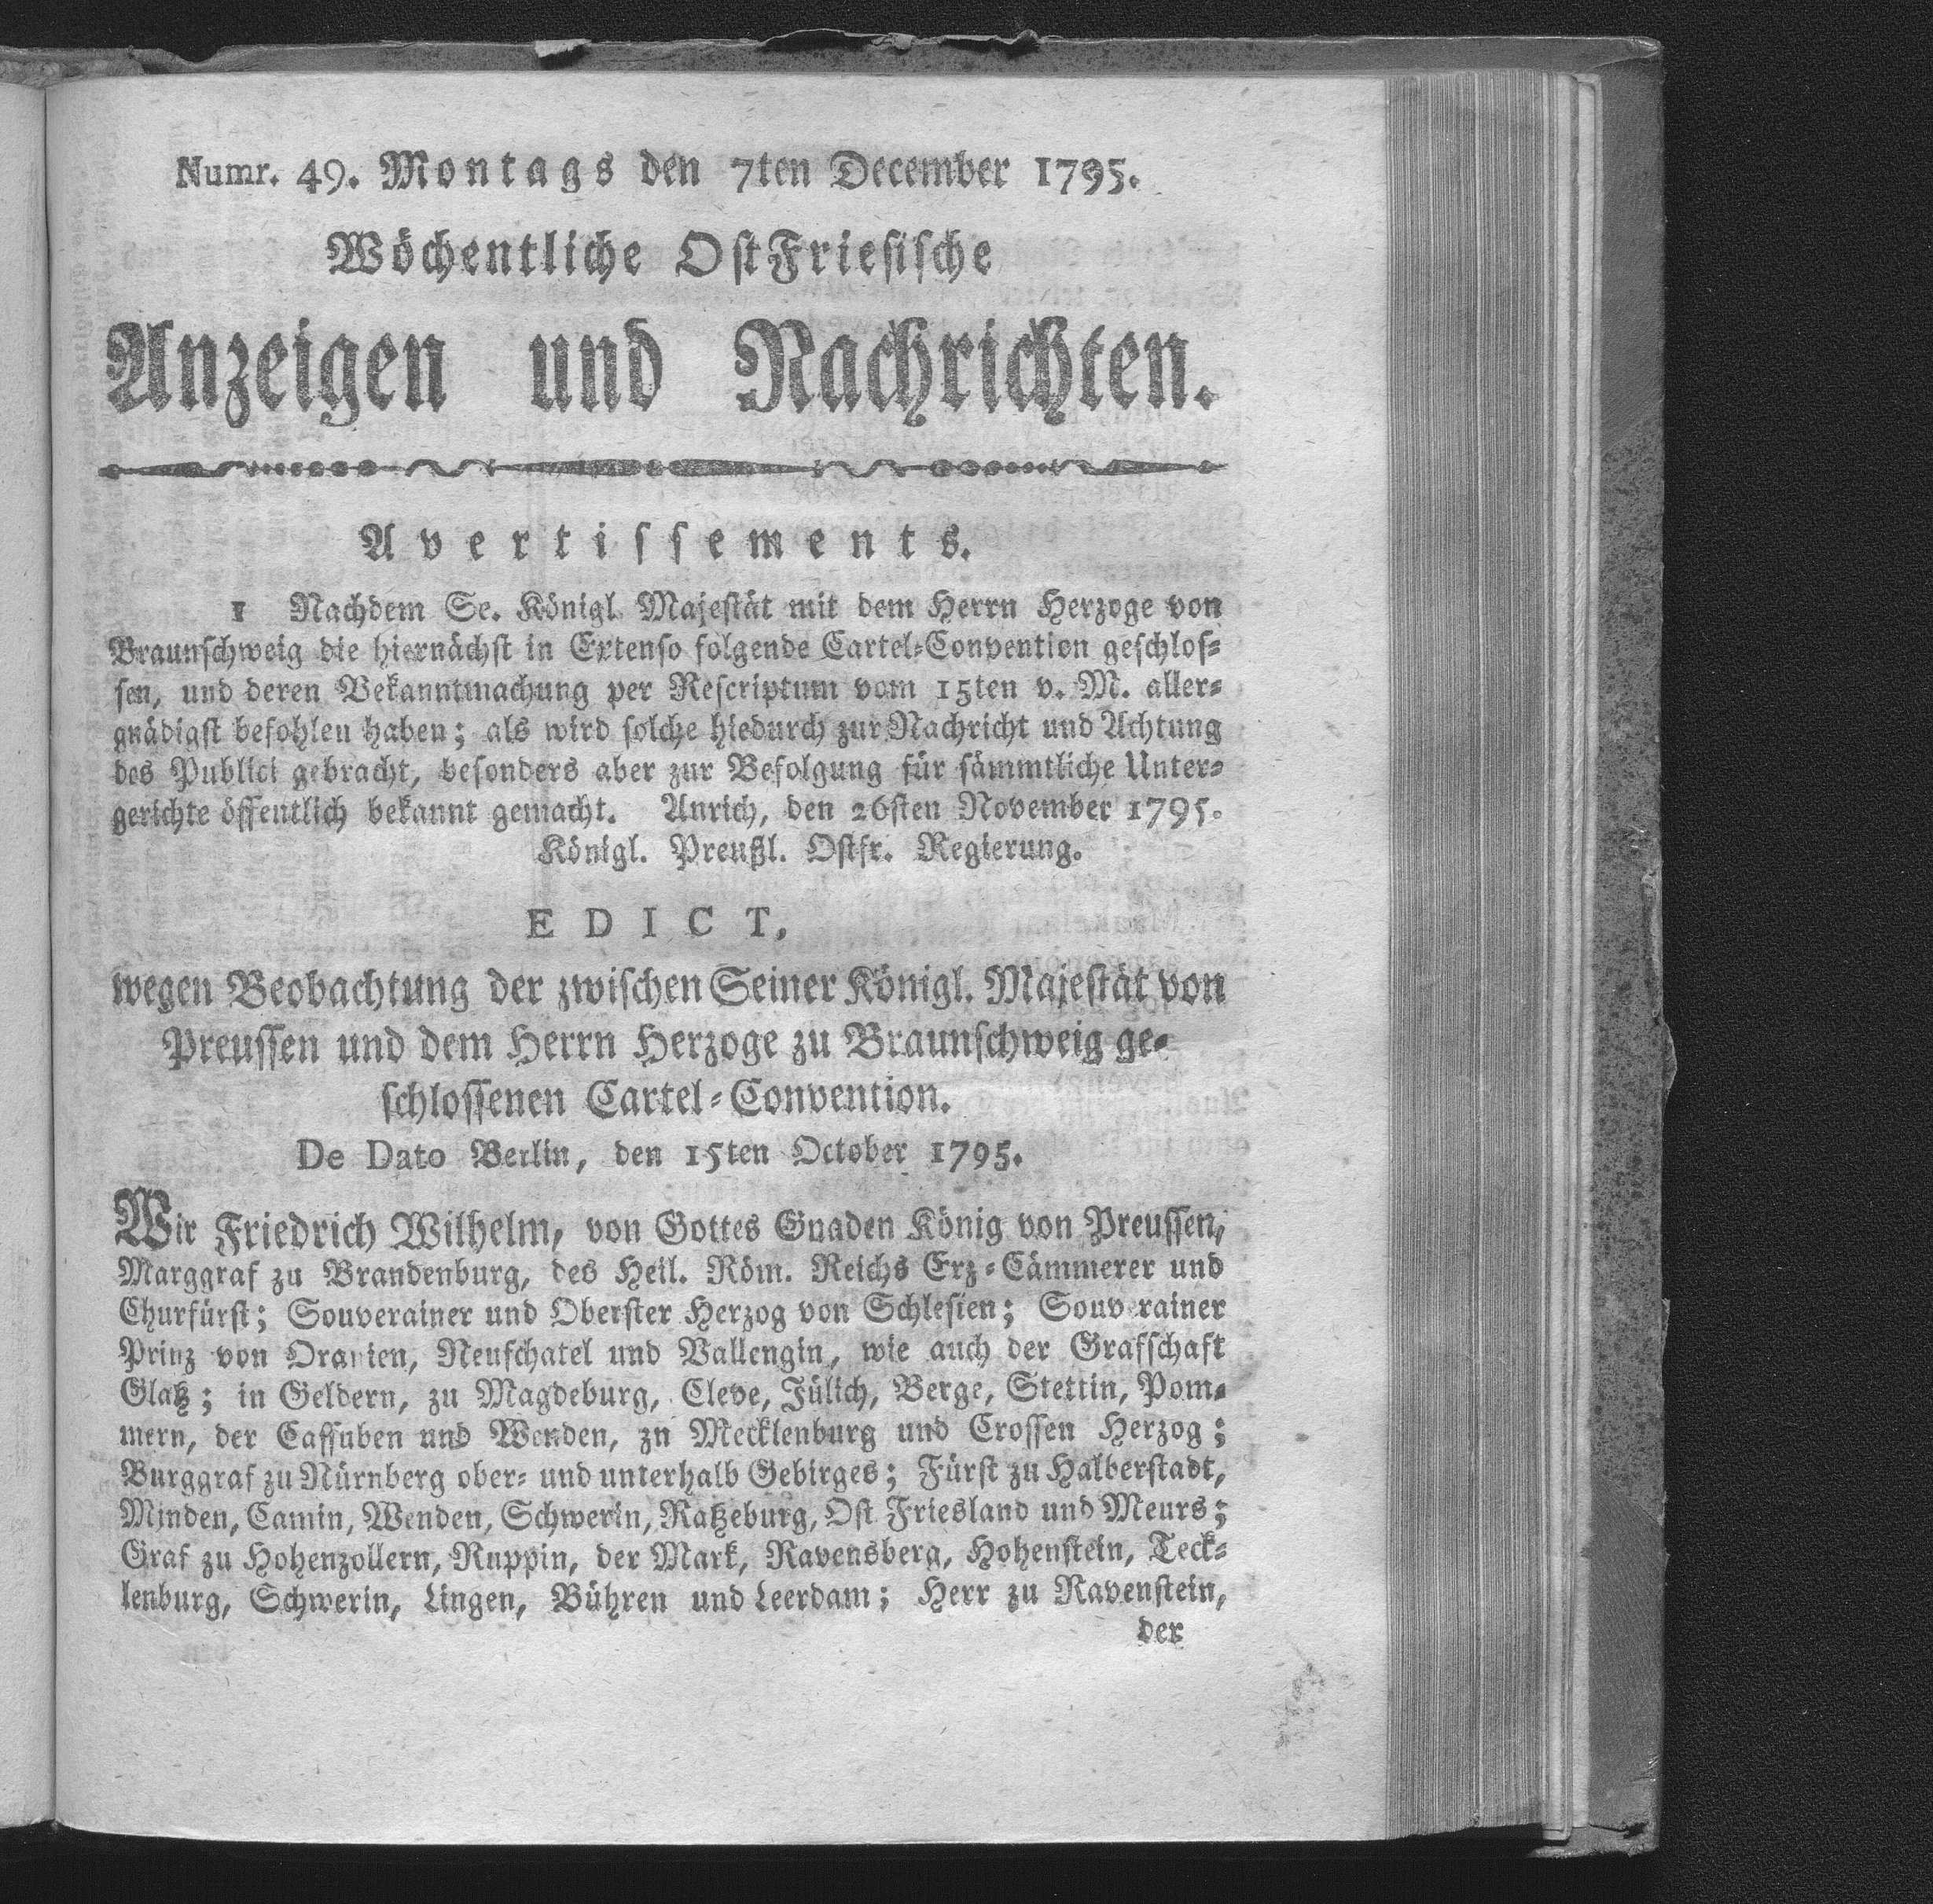 Numr. 49. Montags den 7ten December 1795.
Wöchentliche OstFriesische
Anzeigen und Nachrichten.
Avertissements.
1 Nachdem Se. Königl. Majestät mit dem Herrn Herzoge von
Braunschweig die hiernächst in Extenso folgende Cartel-Convention geschlos-
sen, und deren Bekanntmachung per Rescriptum vom 15ten v. M. aller-
gnädigst befohlen haben; als wird solche hiedurch zur Nachricht und Achtung
des Publici gebracht, besonders aber zur Befolgung für sämmtliche Unter-
gerichte öffentlich bekannt gemacht. Aurich, den 26sten November 1795.
Königl. Preußl. Ostfr. Regierung.
EDICT,
wegen Beobachtung der zwischen Seiner Königl. Majestät von
Preussen und dem Herrn Herzoge zu Braunschweig ge-
schlossenen Cartel-Convention.
De Dato Berlin, den 15ten October 1795.
Wir Friedrich Wilhelm, von Gottes Gnaden König von Preussen,
Marggraf zu Brandenburg, des Heil. Röm. Reichs Erz-Cämmerer und
Churfürst; Souverainer und Oberster Herzog von Schlesien; Souverainer
Prinz von Oranien, Neufchatel und Vallengin, wie auch der Grafschaft
Glatz; in Geldern, zu Magdeburg, Cleve, Jülich, Berge, Stettin, Pom-
mern, der Cassuben und Wenden, zu Mecklenburg und Crossen Herzog;
Burggraf zu Nürnberg ober- und unterhalb Gebirges; Fürst zu Halberstadt,
Minden, Camin, Wenden, Schwerin, Ratzeburg, Ost Friesland und Meurs;
Graf zu Hohenzollern, Ruppin, der Mark, Ravensberg, Hohenstein, Teck-
lenburg, Schwerin, Lingen, Bühren und Leerdam; Herr zu Ravenstein,
der